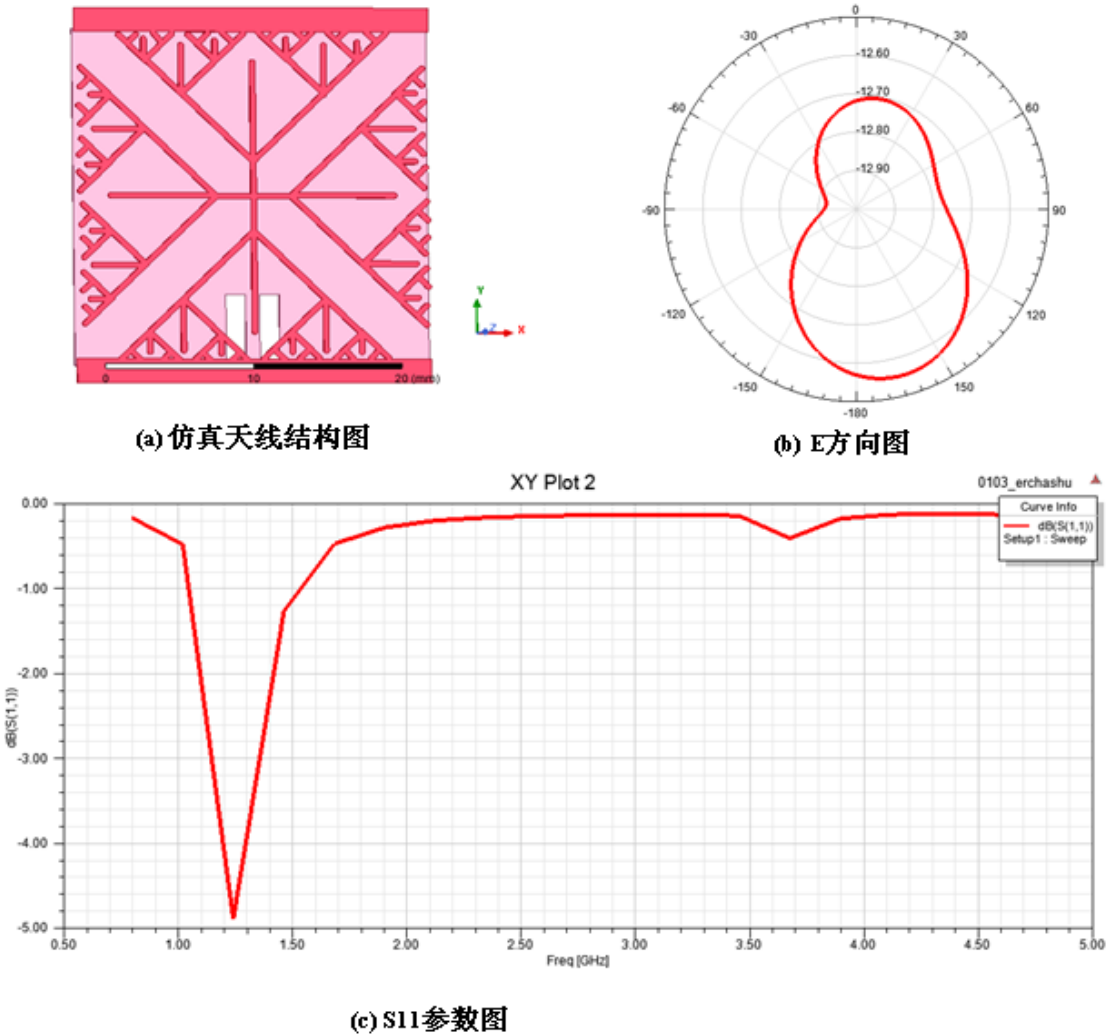 Y
Z
X
0
10
20 (mm)
(a) 仿真天线结构图
0
-30
30
-12.60
-60
-12.70
60
-12.80
-12.90
-90
90
-120
120
-150
150
-180
(b) E方向图
XY Plot 2
0103_erchashu
Curve Info
dB(S(1,1))
Setup1 : Sweep
0.00
-1.00
-2.00
-3.00
-4.00
-5.00
dB(S(1,1))
0.50 1.00 1.50 2.00 2.50 3.00 3.50 4.00 4.50 5.00
Freq [GHz]
(c) S11参数图